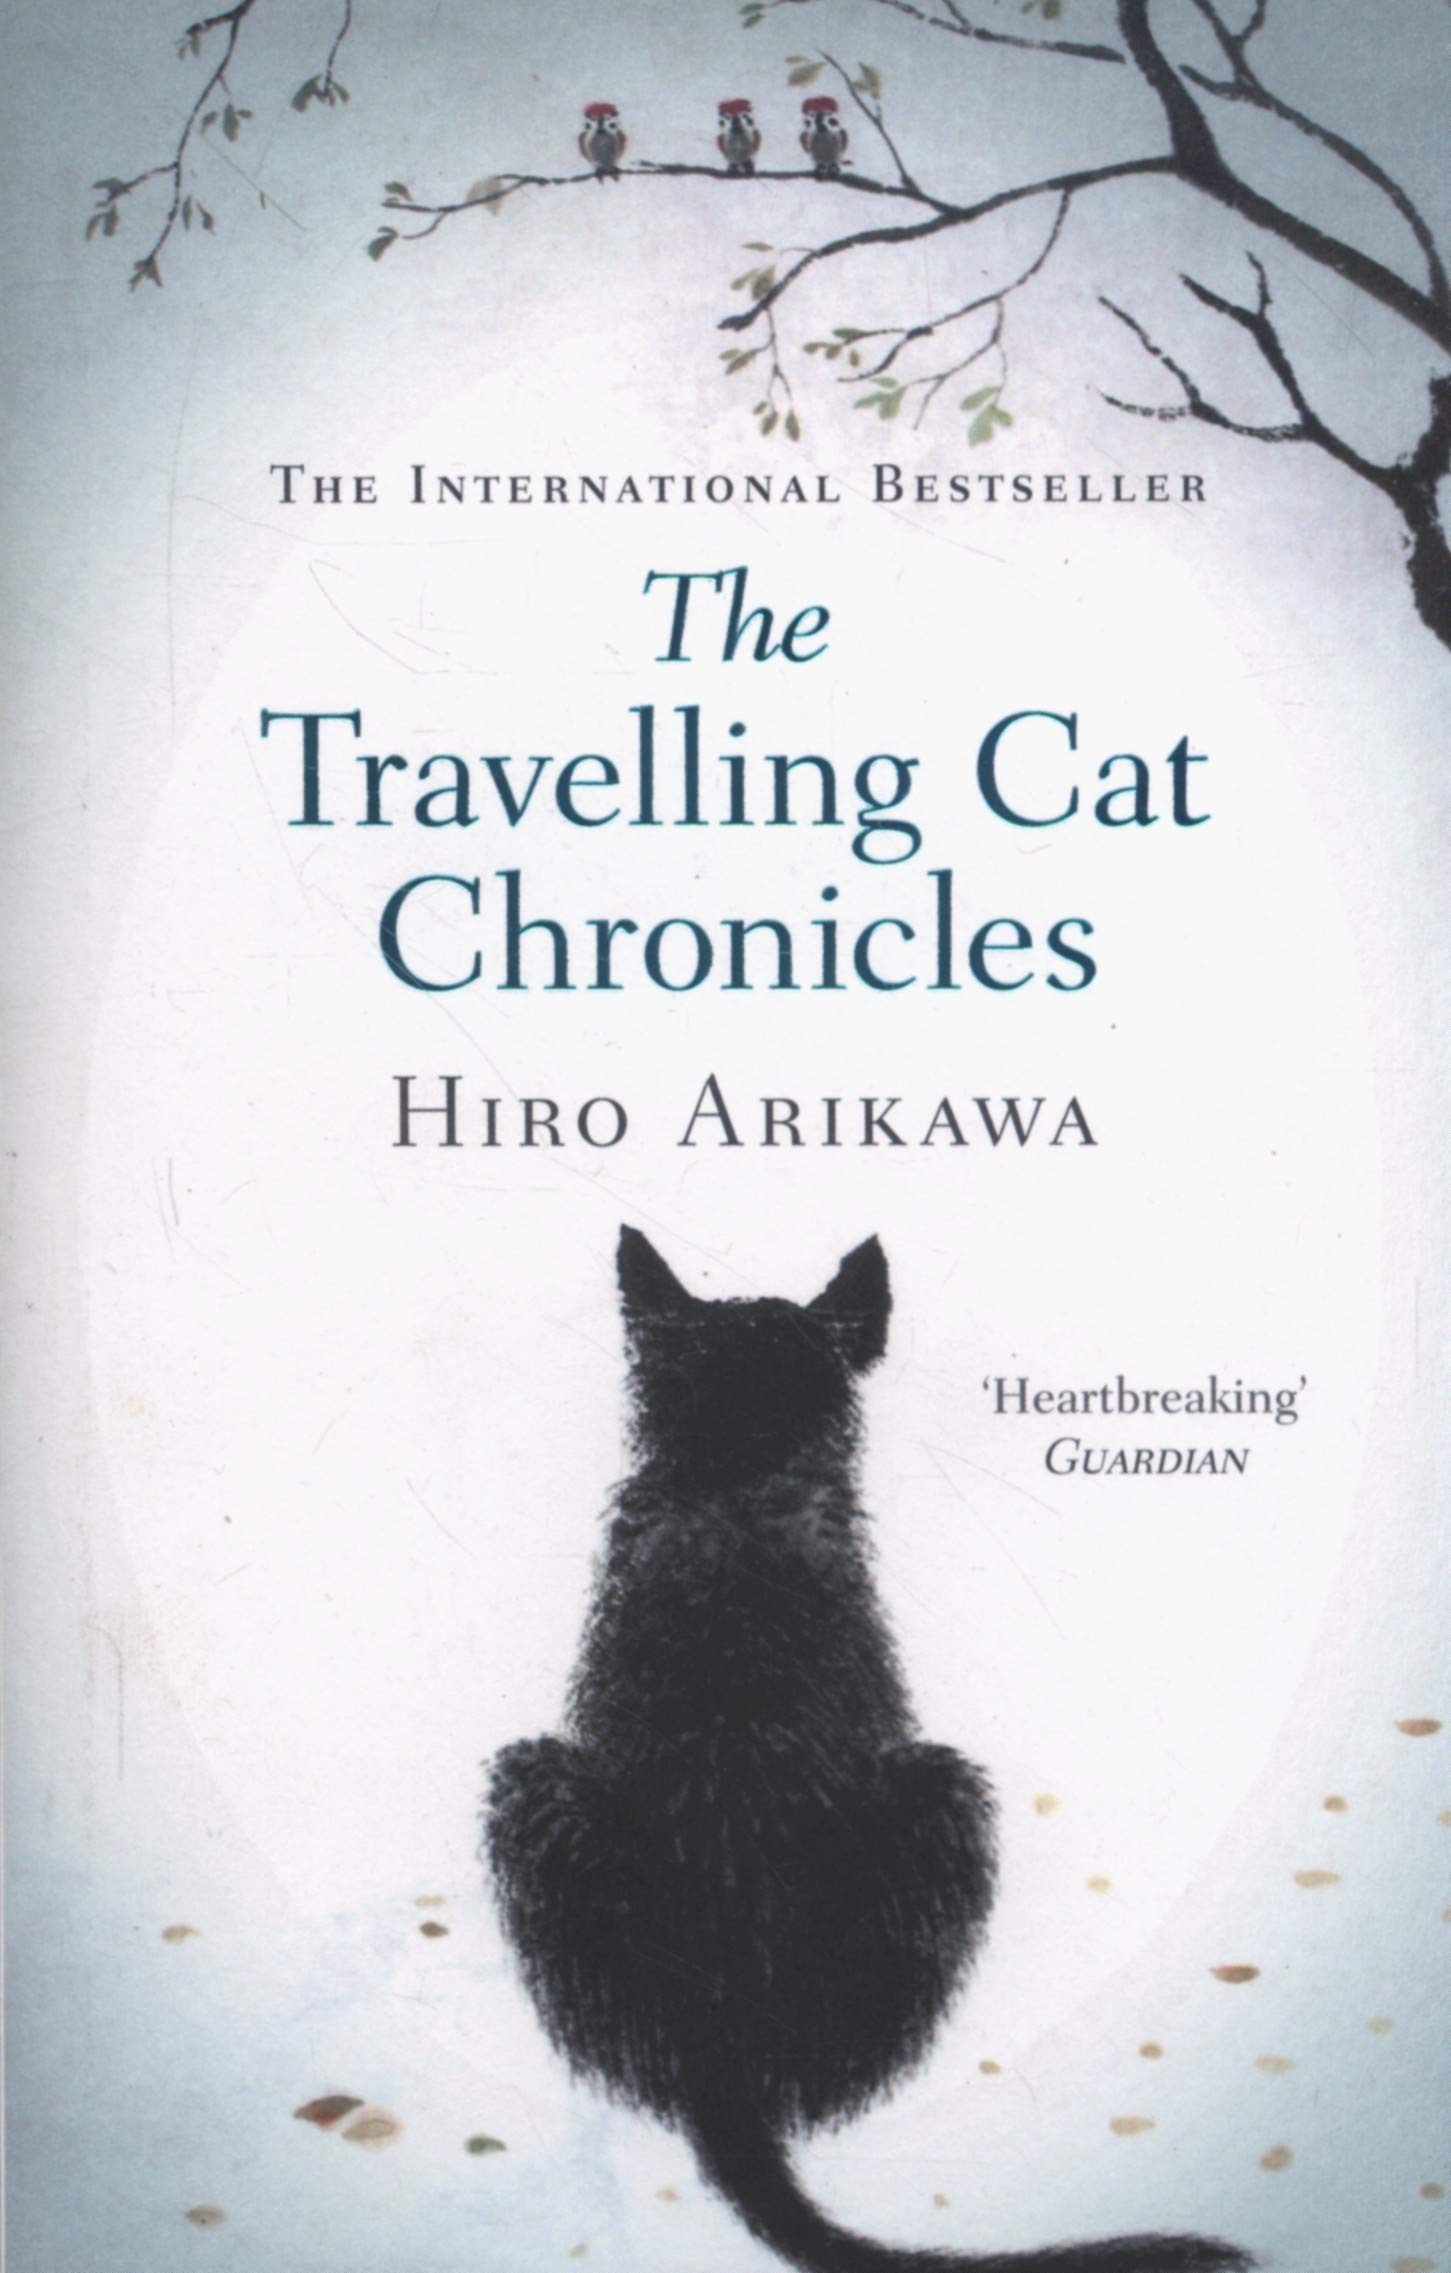 THE INTERNATIONAL BESTSELLER
The
Travelling Cat
Chronicles
HIRO ARIKAWA
‘Heartbreaking’
GUARDIAN